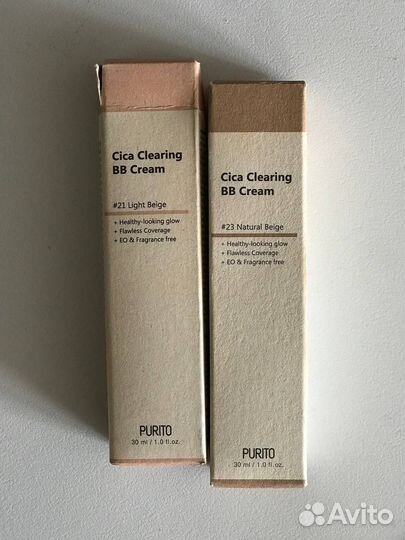 Cica Clearing
BB Cream
#21 Light Beige
+ Healthy-looking glow
+ Flawless Coverage
+ EO & Fragrance free
PURITO
30 ml / 1.0 fl.oz.
Cica Clearing
BB Cream
#23 Natural Beige
+ Healthy-looking glow
+ Flawless Coverage
+ EO & Fragrance free
PURITO
30 ml / 1.0 fl.oz.
Avito